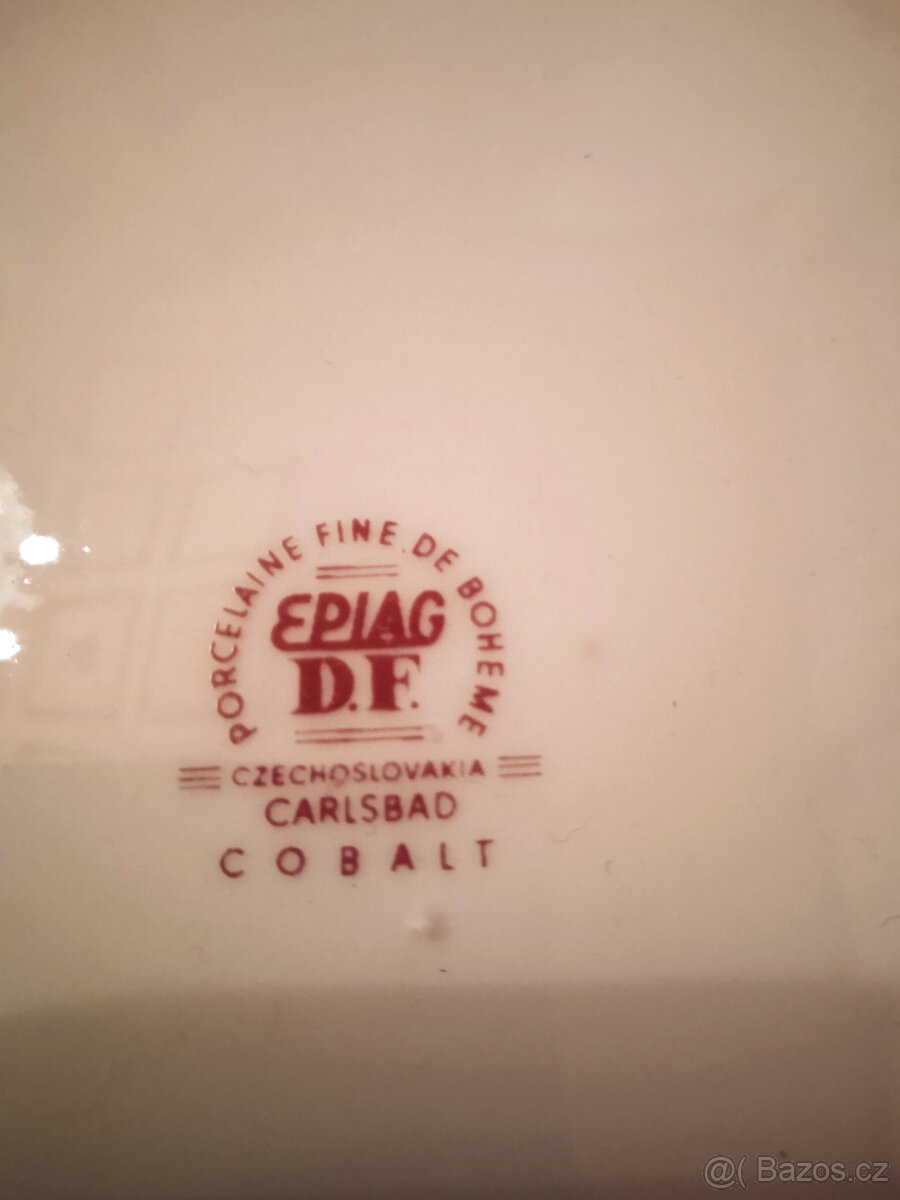 PORCELAINE FINE DE BOHEME
EPIAG
D.F.
CZECHOSLOVAKIA
CARLSBAD
COBALT
@( Bazos.cz